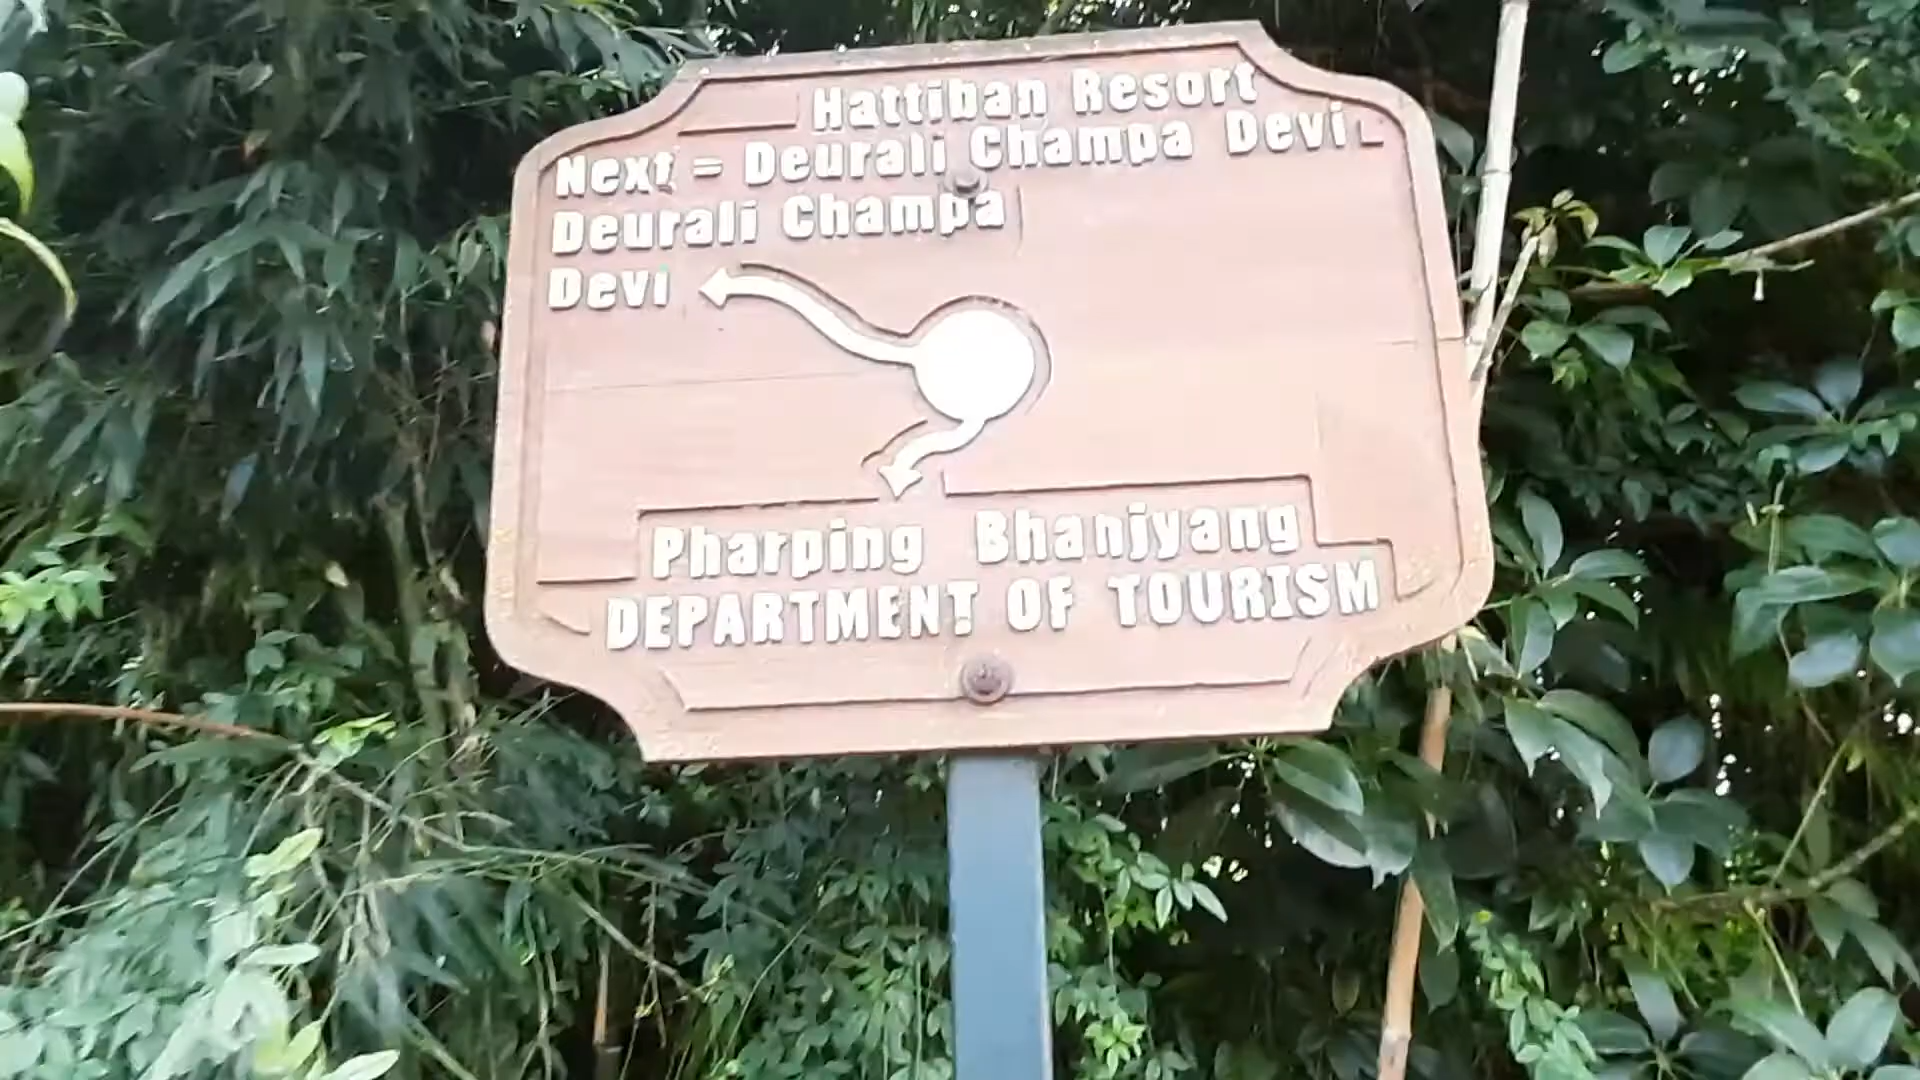 Hattiban Resort
Next = Deurali Champa Devi
Deurali Champa
Devi
Pharping Bhanjyang
DEPARTMENT OF TOURISM